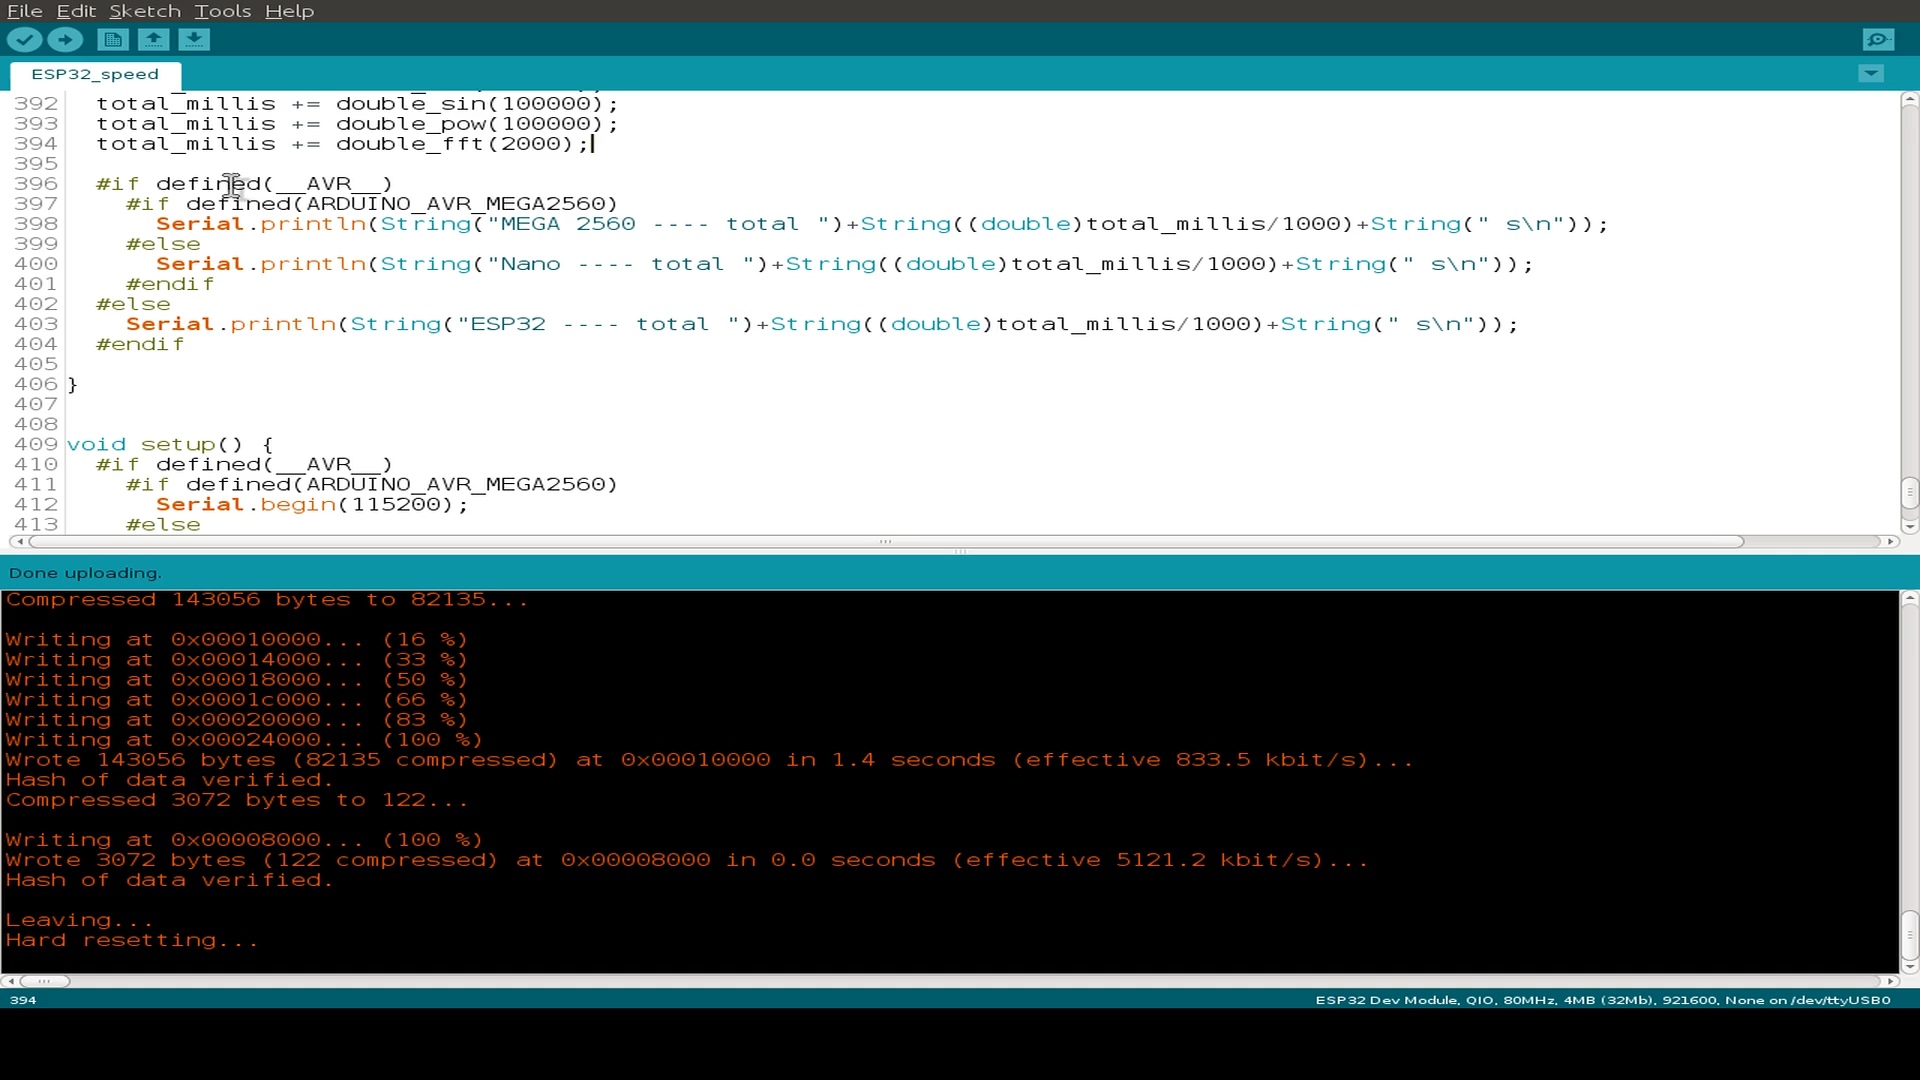 File Edit Sketch Tools Help
ESP32_speed
392 total_millis += double_sin(100000);
393 total_millis += double_pow(100000);
394 total_millis += double_fft(2000);
395
396 #if defined(__AVR__)
397 #if defined(ARDUINO_AVR_MEGA2560)
398 Serial.println(String("MEGA 2560 ---- total ")+String((double)total_millis/1000)+String(" s\n"));
399 #else
400 Serial.println(String("Nano ---- total ")+String((double)total_millis/1000)+String(" s\n"));
401 #endif
402 #else
403 Serial.println(String("ESP32 ---- total ")+String((double)total_millis/1000)+String(" s\n"));
404 #endif
405
406 }
407
408
409 void setup() {
410 #if defined(__AVR__)
411 #if defined(ARDUINO_AVR_MEGA2560)
412 Serial.begin(115200);
413 #else
Done uploading.
Compressed 143056 bytes to 82135...
Writing at 0x00010000... (16 %)
Writing at 0x00014000... (33 %)
Writing at 0x00018000... (50 %)
Writing at 0x0001c000... (66 %)
Writing at 0x00020000... (83 %)
Writing at 0x00024000... (100 %)
Wrote 143056 bytes (82135 compressed) at 0x00010000 in 1.4 seconds (effective 833.5 kbit/s)...
Hash of data verified.
Compressed 3072 bytes to 122...
Writing at 0x00008000... (100 %)
Wrote 3072 bytes (122 compressed) at 0x00008000 in 0.0 seconds (effective 5121.2 kbit/s)...
Hash of data verified.
Leaving...
Hard resetting...
394 ESP32 Dev Module, QIO, 80MHz, 4MB (32Mb), 921600, None on /dev/ttyUSB0